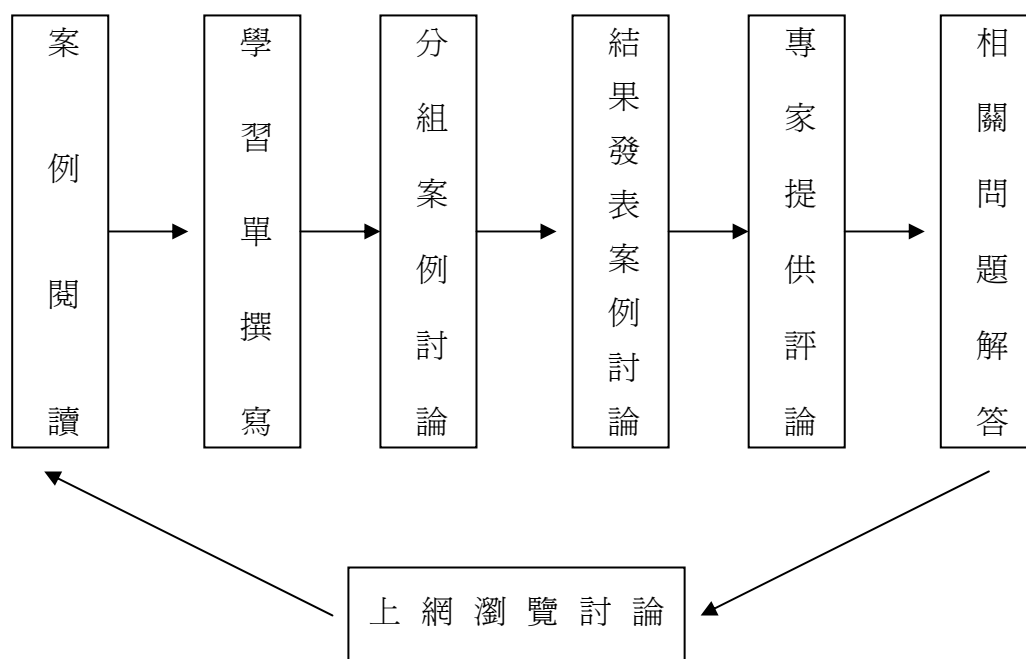 案例閱讀
學習單撰寫
分組案例討論
結果發表案例討論
專家提供評論
相關問題解答
上網瀏覽討論